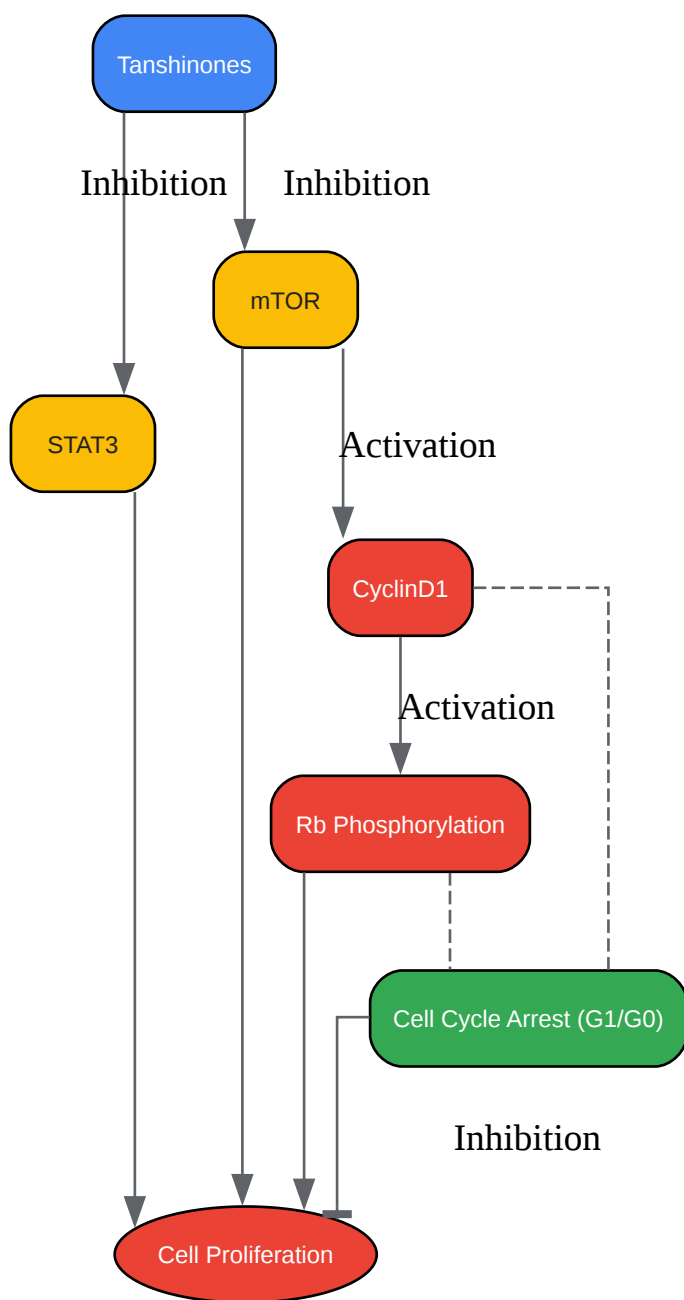 Tanshinones
Inhibition
Inhibition
mTOR
STAT3
Activation
CyclinD1
Activation
Rb Phosphorylation
Cell Cycle Arrest (G1/G0)
Inhibition
Cell Proliferation